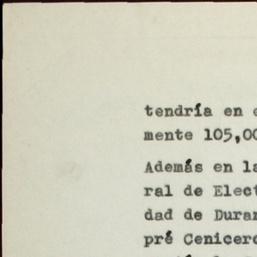 tendría en
mente 105,00
Además en la
ral de Elect
dad de Duran
pré Cenicero